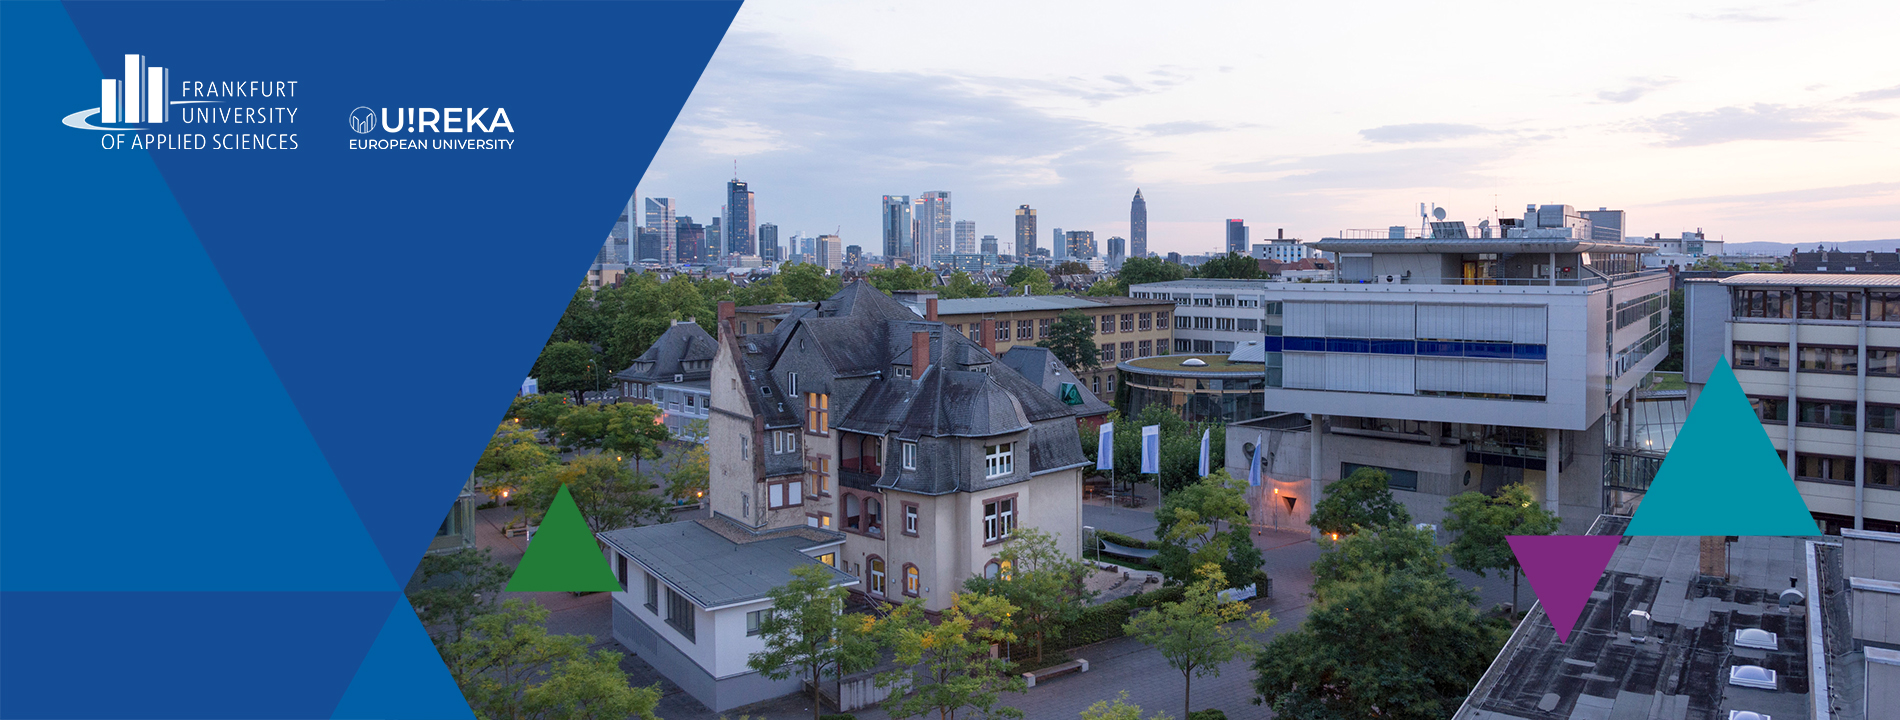 FRANKFURT
UNIVERSITY
OF APPLIED SCIENCES
U!REKA
EUROPEAN UNIVERSITY